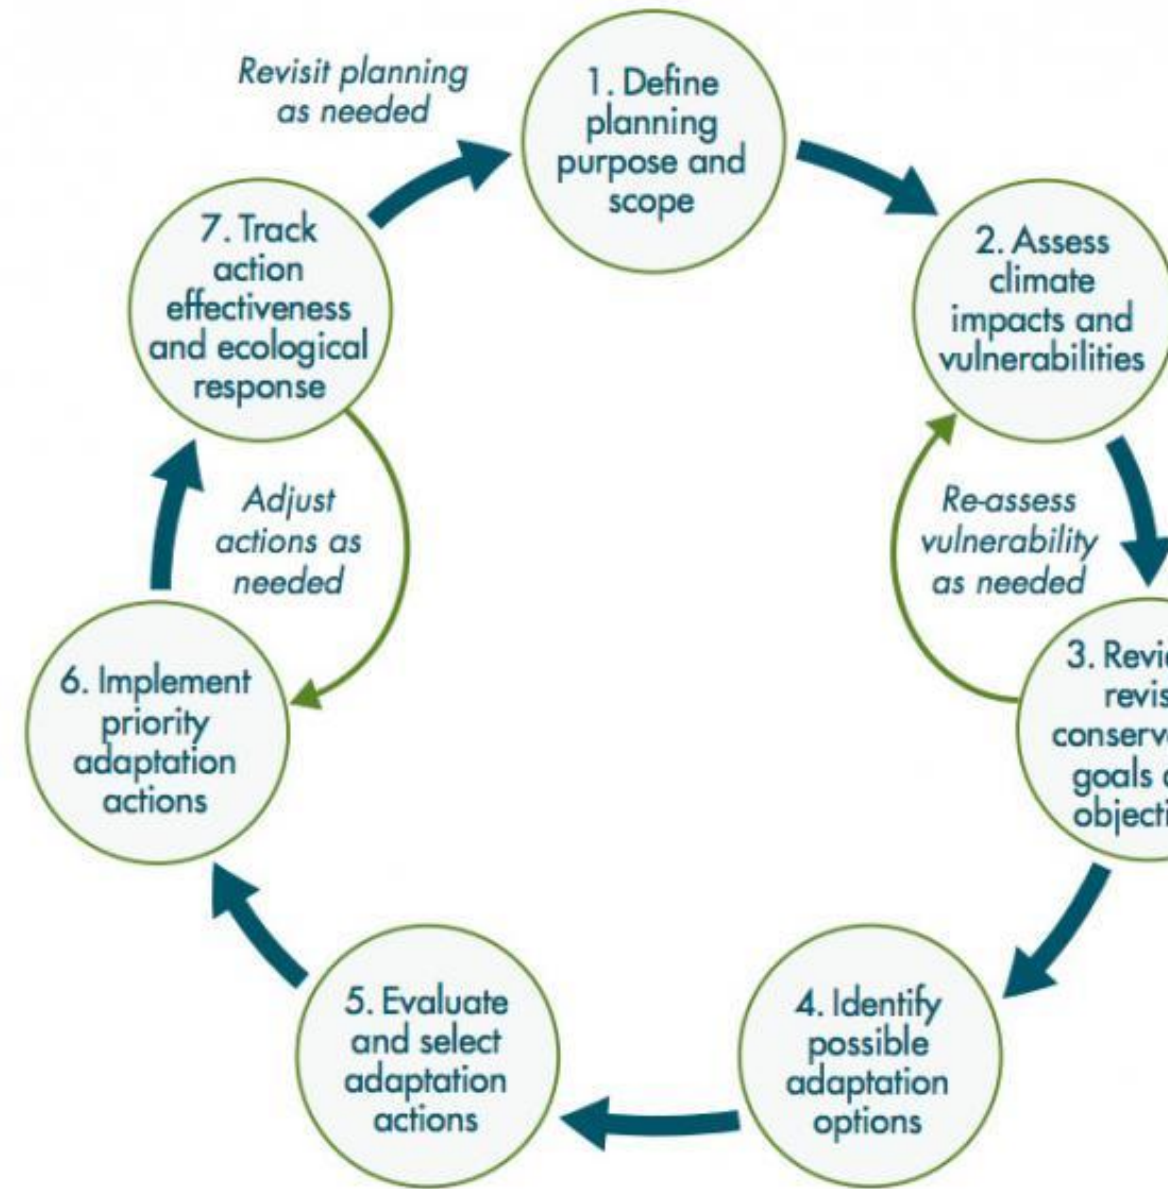 Revisit planning
as needed
1. Define
planning
purpose and
scope
2. Assess
climate
impacts and
vulnerabilities
Re-assess
vulnerability
as needed
3.
goals
4. Identify
possible
adaptation
options
5. Evaluate
and select
adaptation
actions
6. Implement
priority
adaptation
actions
Adjust
actions as
needed
7. Track
action
effectiveness
and ecological
response